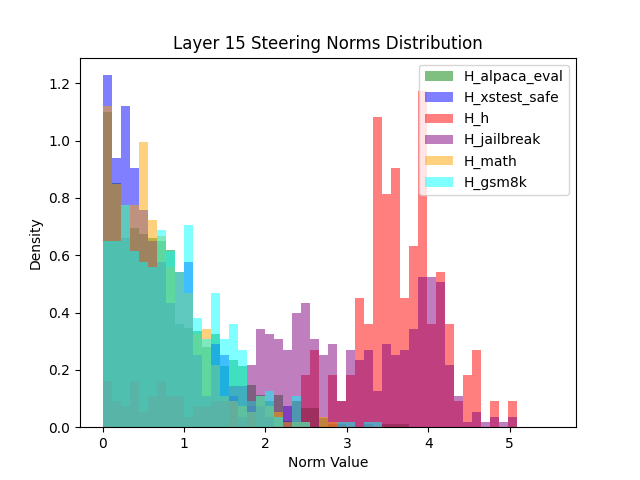 Layer 15 Steering Norms Distribution
H_alpaca_eval
H_xstest_safe
H_h
H_jailbreak
H_math
H_gsm8k
Density
1.2
1.0
0.8
0.6
0.4
0.2
0.0
0
1
2
3
4
5
Norm Value